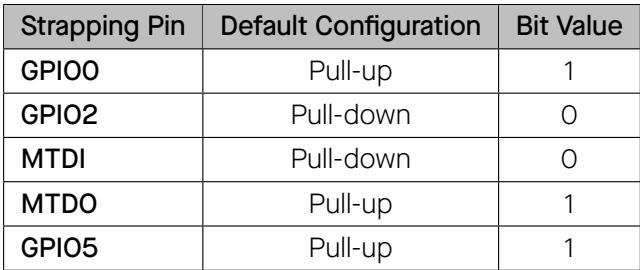 Strapping Pin Default Configuration Bit Value
GPIO0 Pull-up 1
GPIO2 Pull-down 0
MTDI Pull-down 0
MTDO Pull-up 1
GPIO5 Pull-up 1